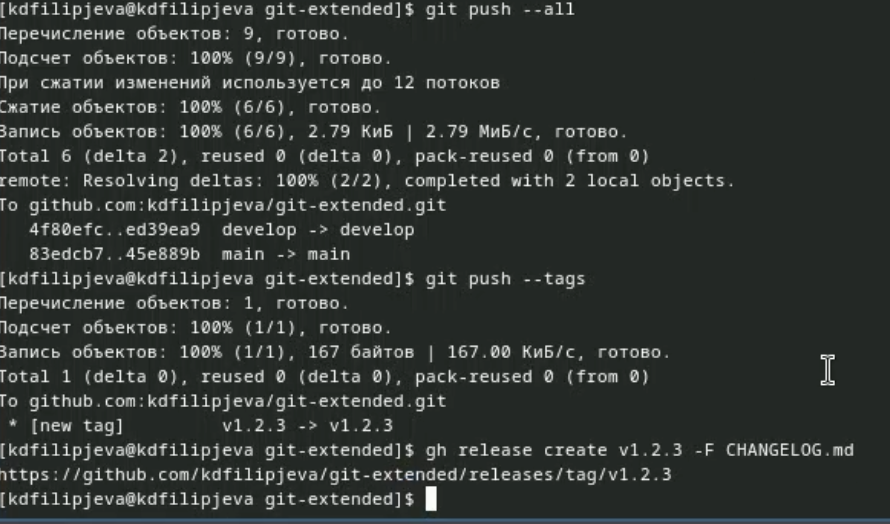 [kdfilipjeva@kdfilipjeva git-extended]$ git push --all
Перечисление объектов: 9, готово.
Подсчет объектов: 100% (9/9), готово.
При сжатии изменений используется до 12 потоков
Сжатие объектов: 100% (6/6), готово.
Запись объектов: 100% (6/6), 2.79 КиБ | 2.79 МиБ/с, готово.
Total 6 (delta 2), reused 0 (delta 0), pack-reused 0 (from 0)
remote: Resolving deltas: 100% (2/2), completed with 2 local objects.
To github.com:kdfilipjeva/git-extended.git
   4f80efc..ed39ea9  develop -> develop
   83edcb7..45e889b  main -> main
[kdfilipjeva@kdfilipjeva git-extended]$ git push --tags
Перечисление объектов: 1, готово.
Подсчет объектов: 100% (1/1), готово.
Запись объектов: 100% (1/1), 167 байтов | 167.00 КиБ/с, готово.
Total 1 (delta 0), reused 0 (delta 0), pack-reused 0 (from 0)
To github.com:kdfilipjeva/git-extended.git
 * [new tag]         v1.2.3 -> v1.2.3
[kdfilipjeva@kdfilipjeva git-extended]$ gh release create v1.2.3 -F CHANGELOG.md
https://github.com/kdfilipjeva/git-extended/releases/tag/v1.2.3
[kdfilipjeva@kdfilipjeva git-extended]$